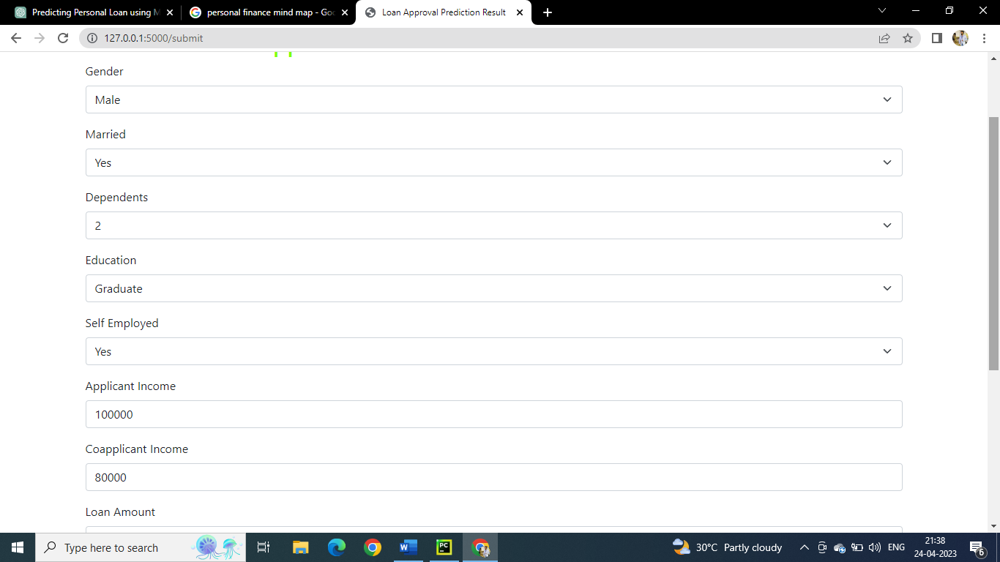 Predicting Personal Loan using M
personal finance mind map - Goo
Loan Approval Prediction Result
127.0.0.1:5000/submit
Gender
Male
Married
Yes
Dependents
2
Education
Graduate
Self Employed
Yes
Applicant Income
100000
Coapplicant Income
80000
Loan Amount
Type here to search
W
PC
30°C Partly cloudy
ENG
21:38
24-04-2023
6